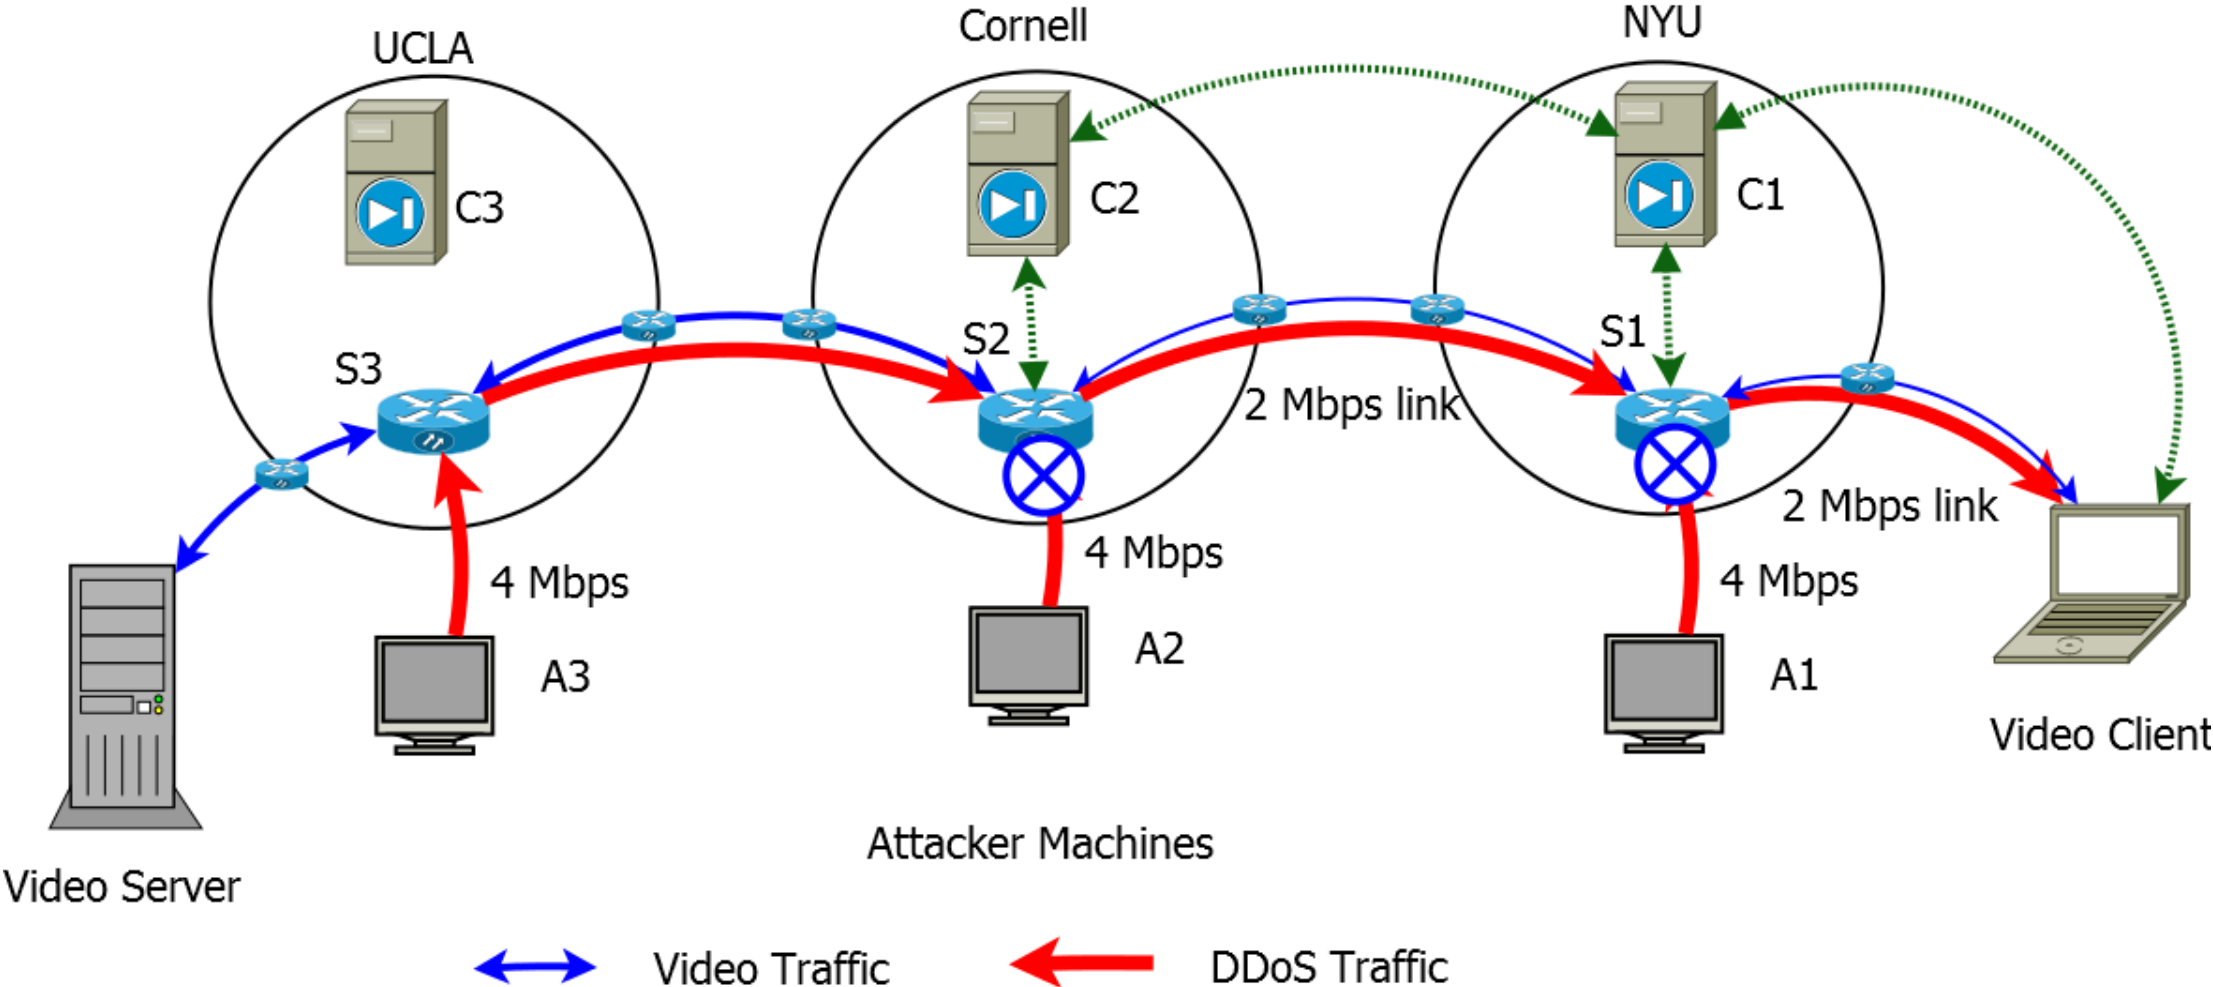 UCLA
Cornell
NYU
C3
C2
C1
S3
S2
S1
2 Mbps link
2 Mbps link
4 Mbps
4 Mbps
4 Mbps
A3
A2
A1
Video Client
Attacker Machines
Video Server
Video Traffic
DDoS Traffic